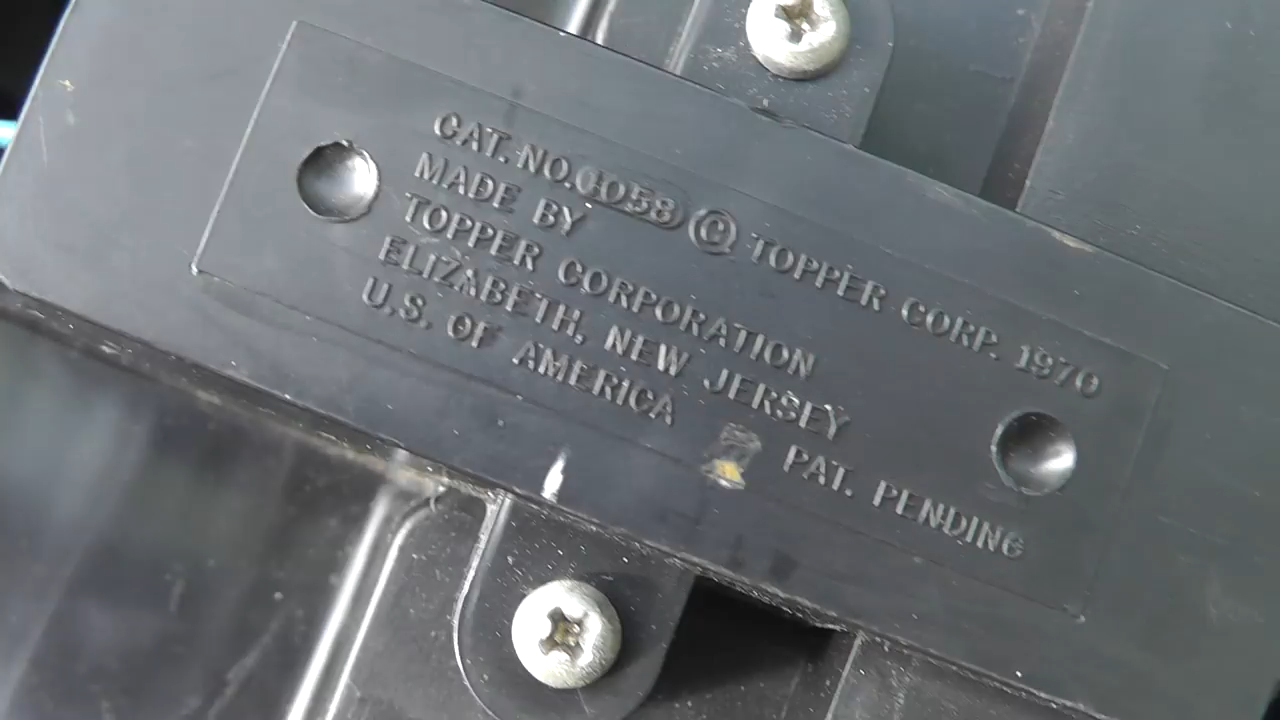 CAT. NO. 6058 © TOPPER CORP. 1970
MADE BY
TOPPER CORPORATION
ELIZABETH, NEW JERSEY
U.S. OF AMERICA PAT. PENDING